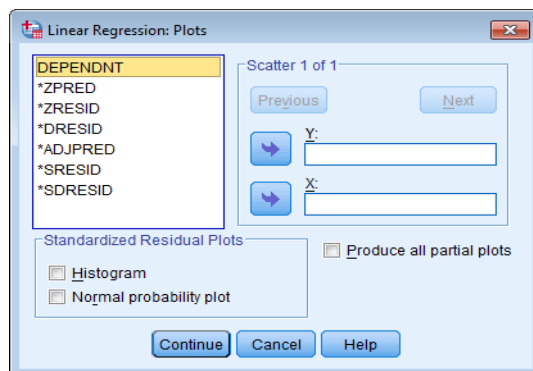 Linear Regression: Plots
DEPENDNT
*ZPRED
*ZRESID
*DRESID
*ADJPRED
*SRESID
*SDRESID
Scatter 1 of 1
Previous
Next
Y:
X:
Standardized Residual Plots
Histogram
Normal probability plot
Produce all partial plots
Continue
Cancel
Help